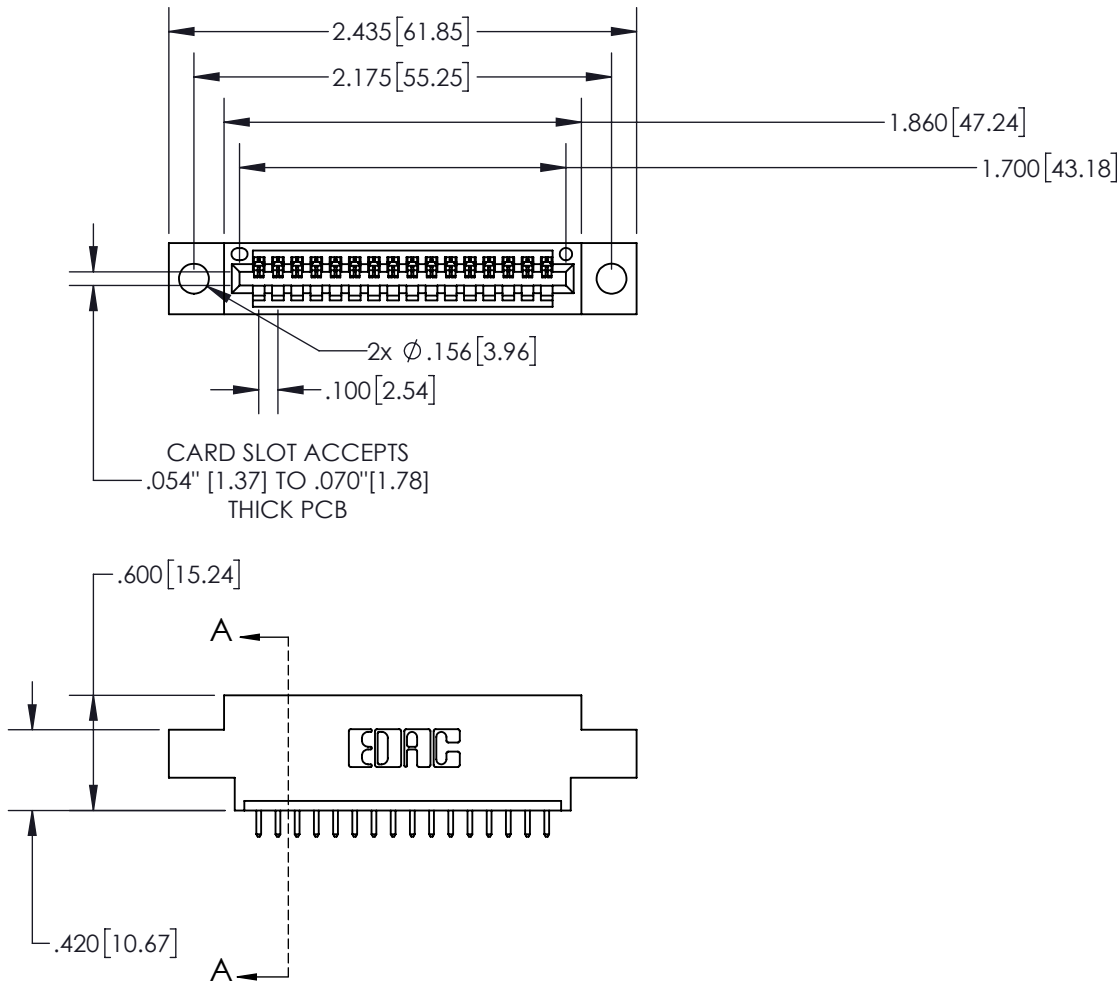 2.435[61.85]
2.175[55.25]
1.860[47.24]
1.700[43.18]
2x Ø.156[3.96]
.100[2.54]
CARD SLOT ACCEPTS
.054" [1.37] TO .070"[1.78]
THICK PCB
.600[15.24]
A
EDAC
.420[10.67]
A